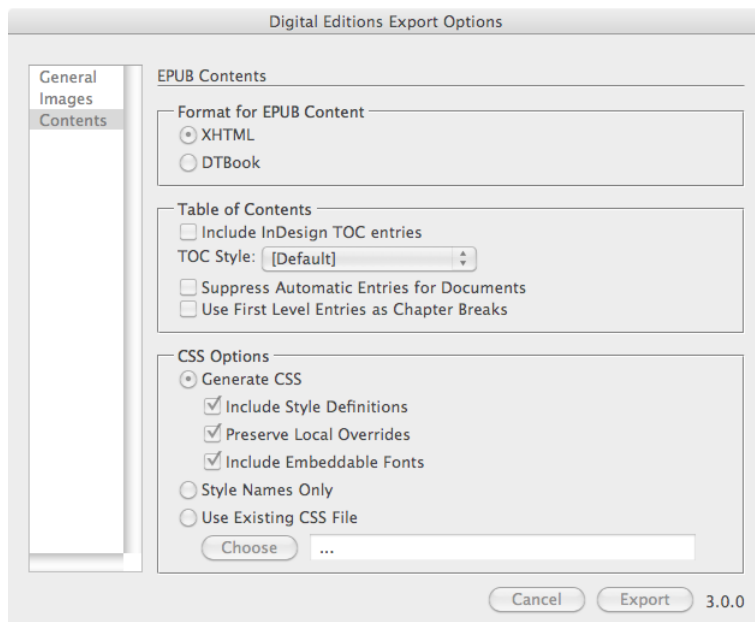 Digital Editions Export Options
General
Images
Contents
EPUB Contents
Format for EPUB Content
XHTML
DTBook
Table of Contents
Include InDesign TOC entries
TOC Style: [Default]
Suppress Automatic Entries for Documents
Use First Level Entries as Chapter Breaks
CSS Options
Generate CSS
Include Style Definitions
Preserve Local Overrides
Include Embeddable Fonts
Style Names Only
Use Existing CSS File
Choose ...
Cancel Export 3.0.0